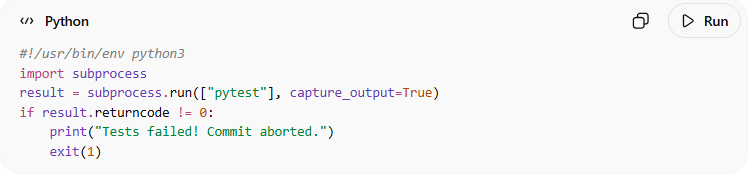 Python
Run
#!/usr/bin/env python3
import subprocess
result = subprocess.run(["pytest"], capture_output=True)
if result.returncode != 0:
    print("Tests failed! Commit aborted.")
    exit(1)